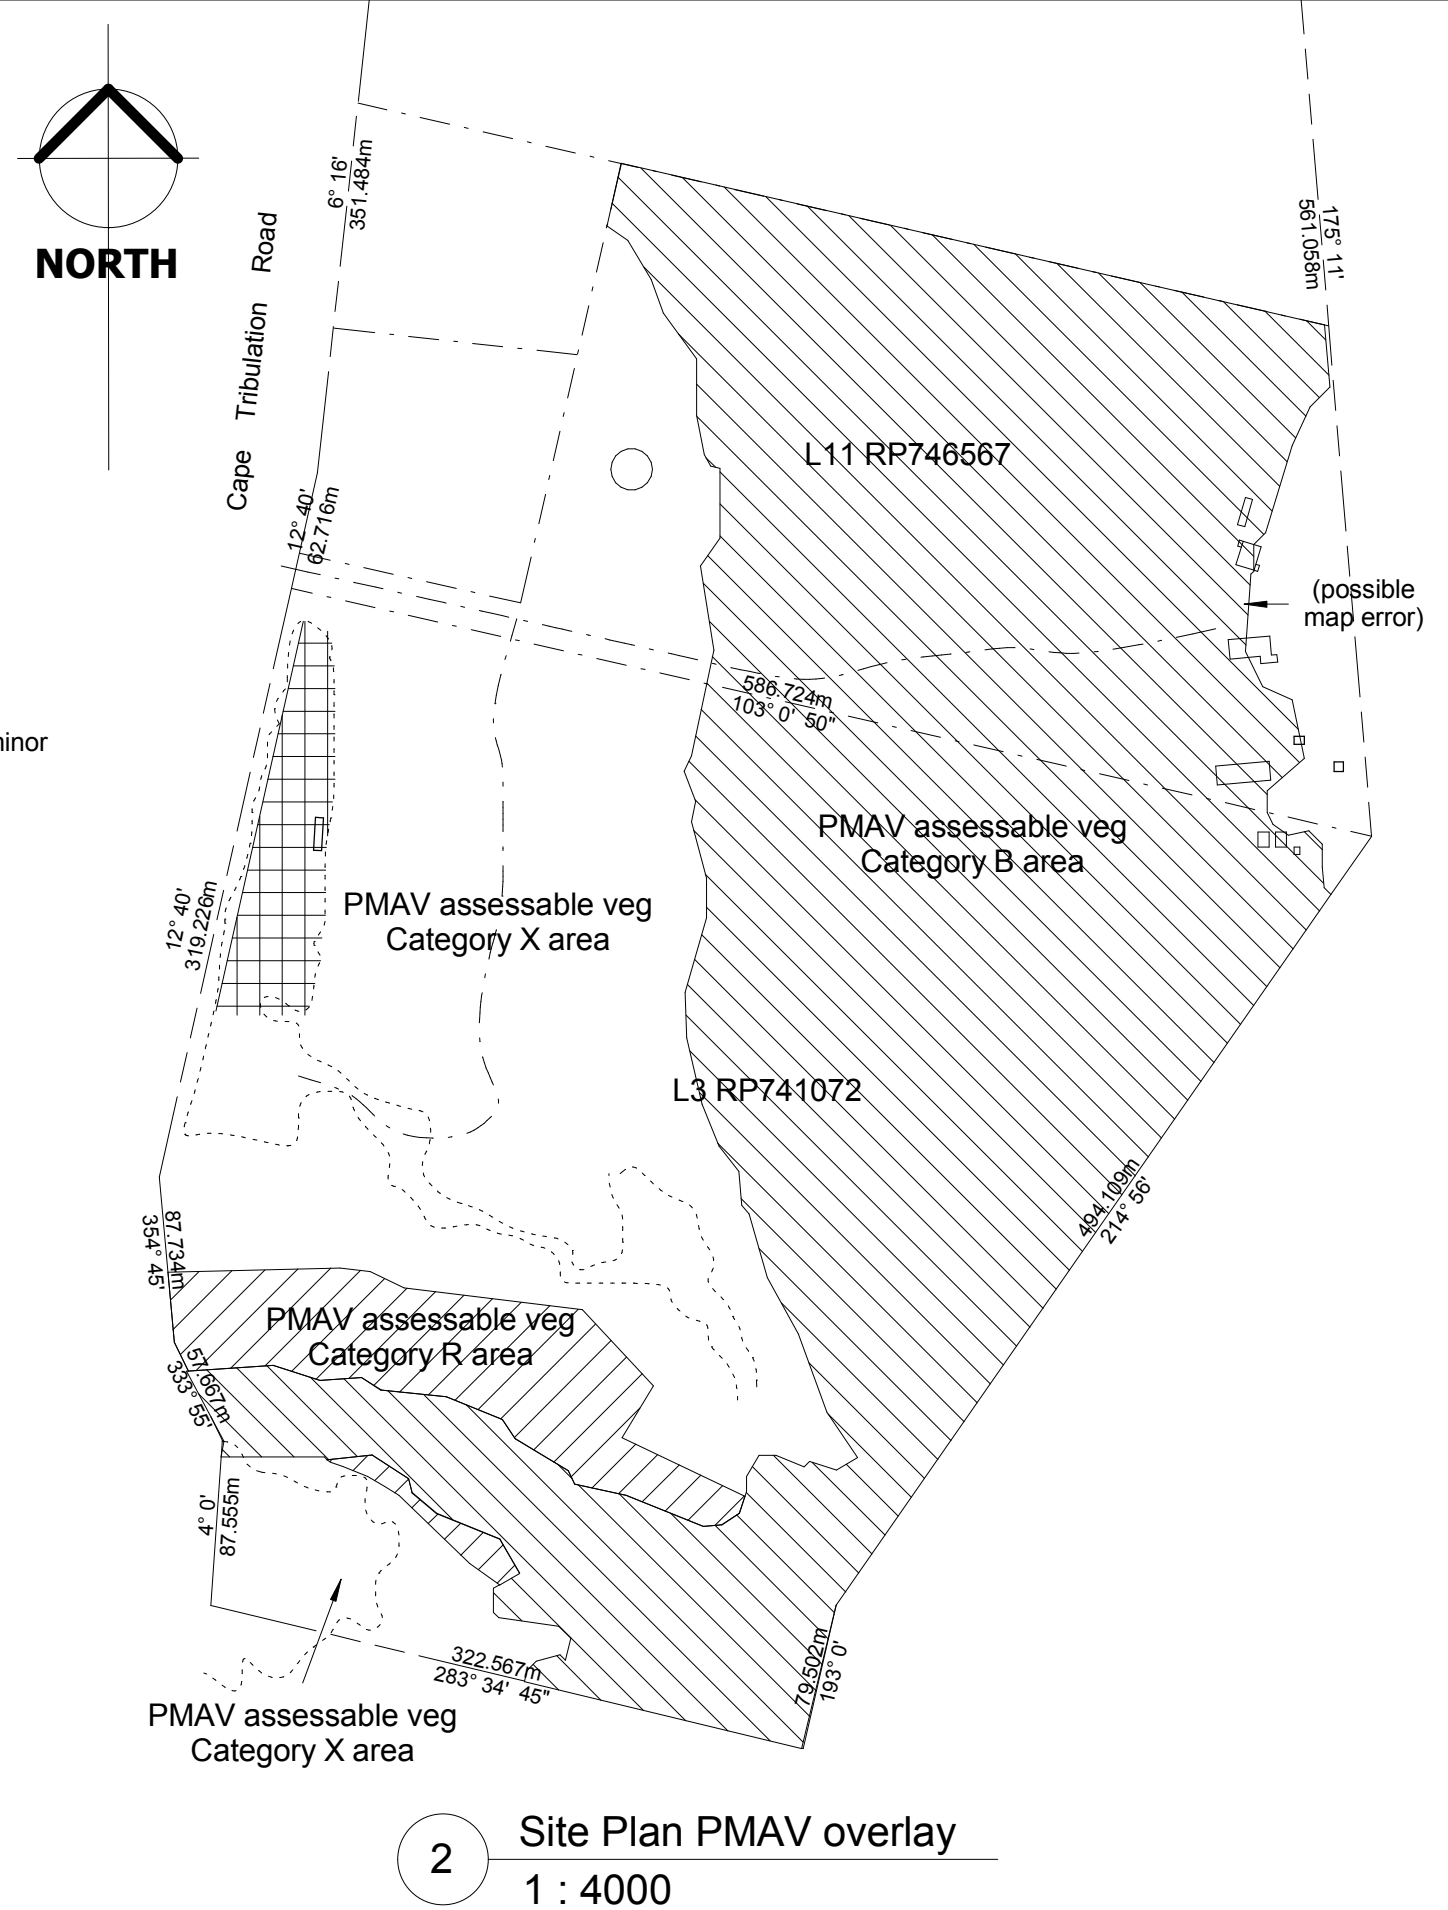 NORTH
Cape Tribulation Road
6° 16'
351.484m
175° 11'
561.058m
L11 RP746567
12° 40'
62.716m
(possible
map error)
586.724m
103° 0' 50"
PMAV assessable veg
Category B area
12° 40'
319.226m
PMAV assessable veg
Category X area
L3 RP741072
494.109m
214° 56'
87.734m
354° 45'
PMAV assessable veg
Category R area
57.667m
333° 55'
4° 0'
87.555m
322.567m
283° 34' 45"
79.502m
193° 0'
PMAV assessable veg
Category X area
2
Site Plan PMAV overlay
1 : 4000